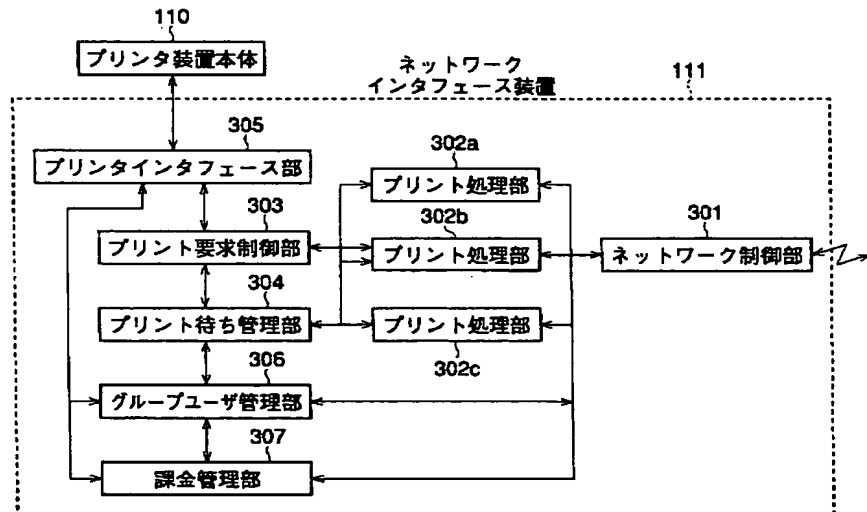 110
プリンタ装置本体
ネットワーク
インタフェース装置
111
305
プリンタインタフェース部
302a
プリント処理部
303
プリント要求制御部
302b
プリント処理部
301
ネットワーク制御部
304
プリント待ち管理部
プリント処理部
302c
306
グループユーザ管理部
307
課金管理部